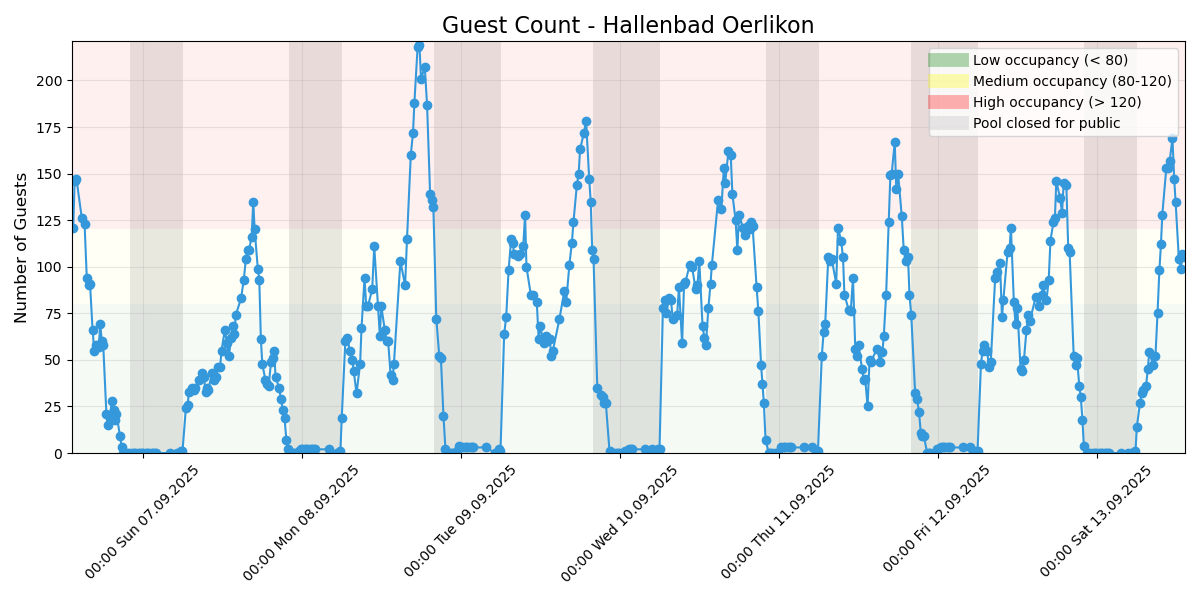 Guest Count - Hallenbad Oerlikon
Low occupancy (< 80)
Medium occupancy (80-120)
High occupancy (> 120)
Pool closed for public
Number of Guests
200
175
150
125
100
75
50
25
0
00:00 Sun 07.09.2025
00:00 Mon 08.09.2025
00:00 Tue 09.09.2025
00:00 Wed 10.09.2025
00:00 Thu 11.09.2025
00:00 Fri 12.09.2025
00:00 Sat 13.09.2025